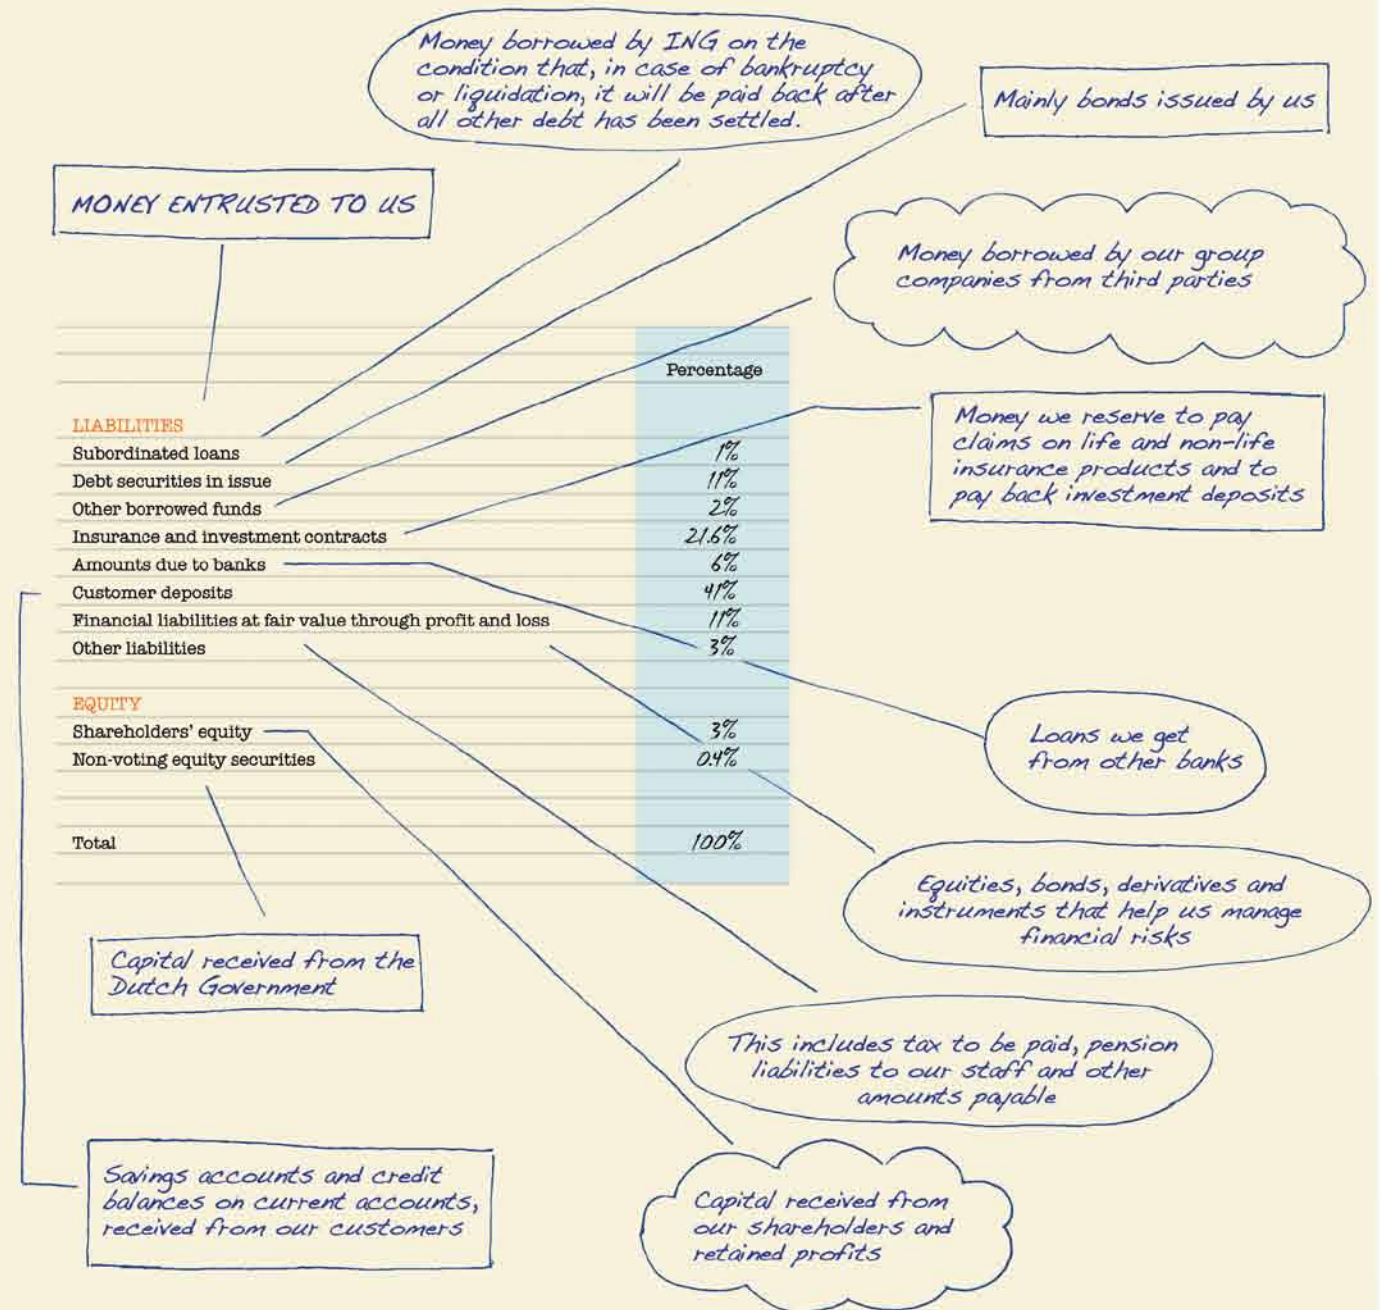 Money borrowed by ING on the
condition that, in case of bankruptcy
or liquidation, it will be paid back after
all other debt has been settled.
Mainly bonds issued by us
MONEY ENTRUSTED TO US
Money borrowed by our group
companies from third parties
Percentage
LIABILITIES
Subordinated loans 1%
Debt securities in issue 11%
Other borrowed funds 2%
Insurance and investment contracts 21.6%
Amounts due to banks 6%
Customer deposits 41%
Financial liabilities at fair value through profit and loss 11%
Other liabilities 3%
EQUITY
Shareholders' equity 3%
Non-voting equity securities 0.4%
Total 100%
Money we reserve to pay
claims on life and non-life
insurance products and to
pay back investment deposits
Loans we get
from other banks
Equities, bonds, derivatives and
instruments that help us manage
financial risks
Capital received from the
Dutch Government
This includes tax to be paid, pension
liabilities to our staff and other
amounts payable
Savings accounts and credit
balances on current accounts,
received from our customers
Capital received from
our shareholders and
retained profits